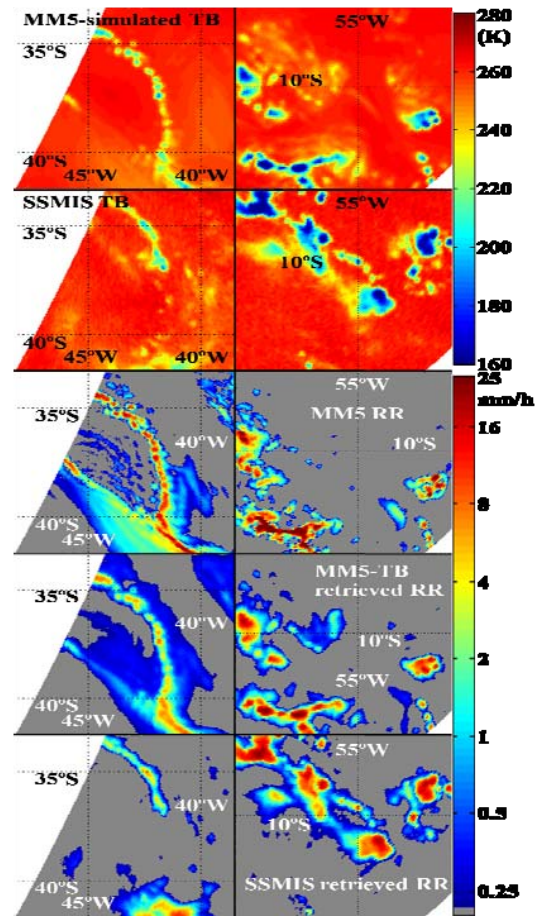 MM5-simulated TB
55°W
280
(K)
35°S
10°S
260
240
40°S
45°W
40°W
220
SSMIS TB
55°W
35°S
10°S
200
180
40°S
45°W
40°W
160
55°W
25
mm/h
MM5 RR
16
35°S
40°W
10°S
8
40°S
45°W
MM5-TB
retrieved RR
4
35°S
40°W
10°S
2
40°S
55°W
45°W
1
55°W
35°S
40°W
0.5
10°S
40°S
0.25
45°W
SSMIS retrieved RR